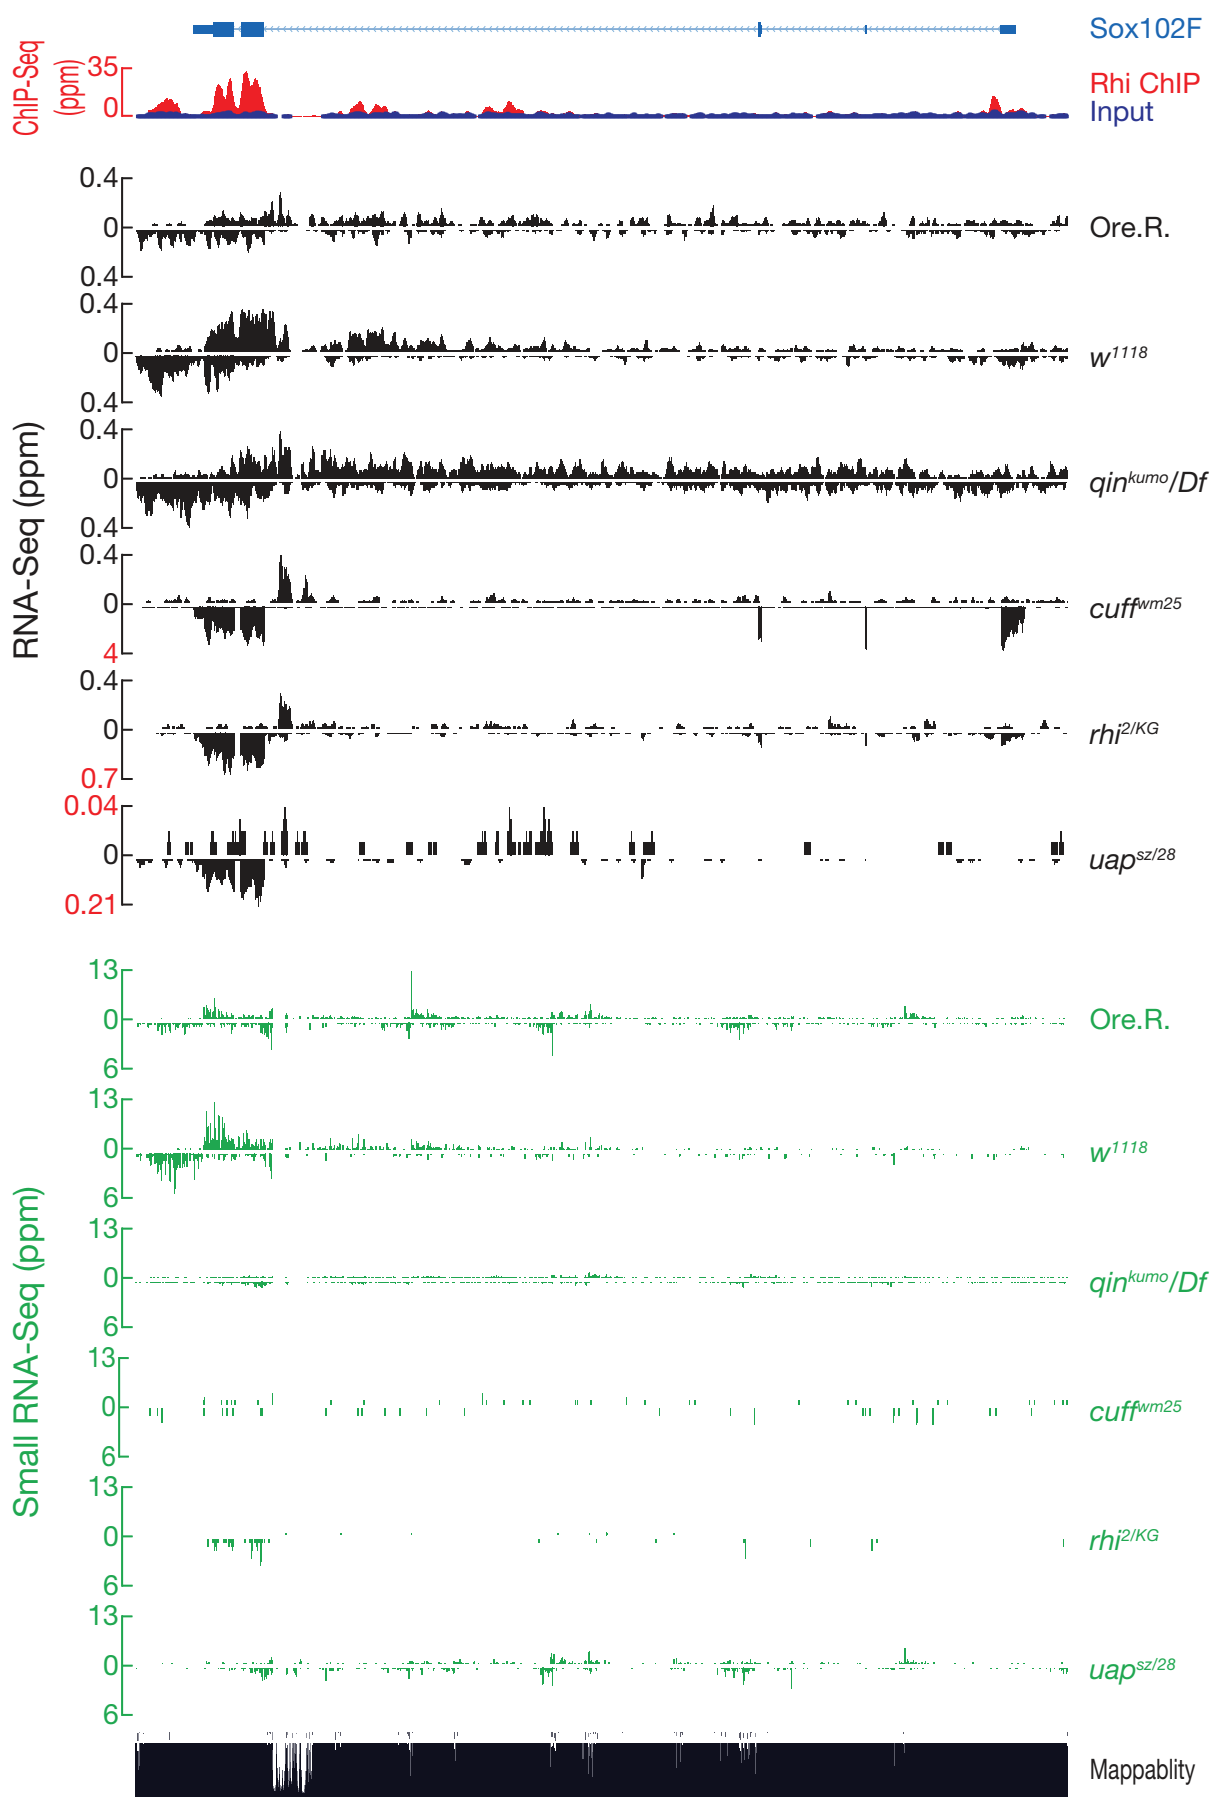 Sox102F
ChIP-Seq
(ppm)
35
0
Rhi ChIP
Input
RNA-Seq (ppm)
0.4
0
0.4
Ore.R.
0.4
0
0.4
w1118
0.4
0
0.4
qinkumo/Df
0.4
0
4
cuffwm25
0.4
0
0.7
rhi2/KG
0.04
0
0.21
uapsz/28
Small RNA-Seq (ppm)
13
0
6
Ore.R.
13
0
6
w1118
13
0
6
qinkumo/Df
13
0
6
cuffwm25
13
0
6
rhi2/KG
13
0
6
uapsz/28
Mappablity